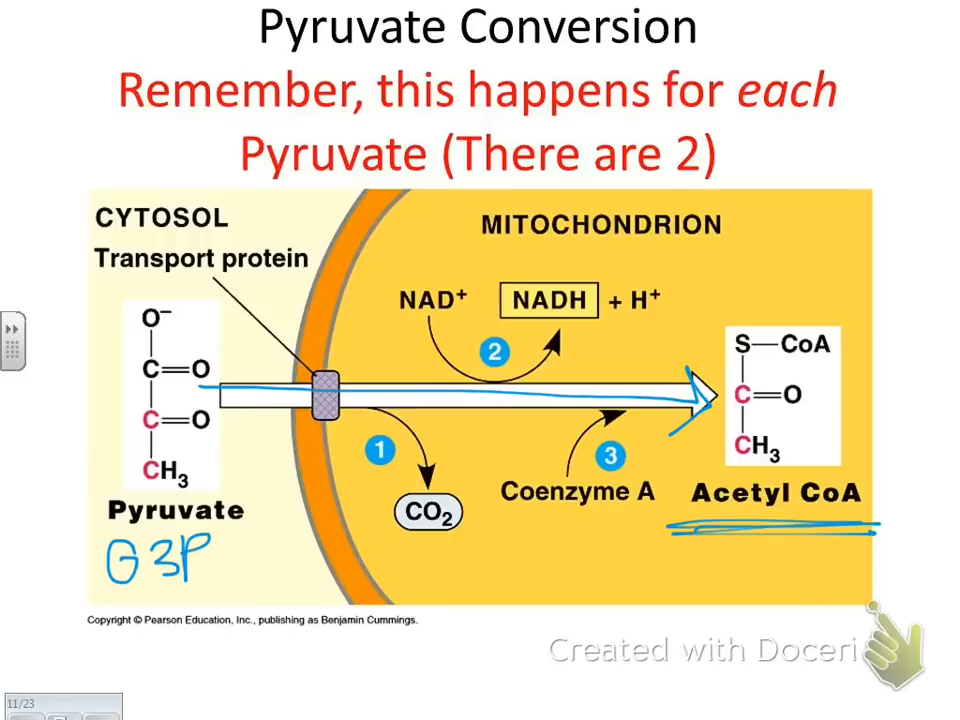 Pyruvate Conversion
Remember, this happens for each
Pyruvate (There are 2)
CYTOSOL
Transport protein
MITOCHONDRION
NAD⁺
NADH + H⁺
2
O⁻
C=O
C=O
CH₃
Pyruvate
G3P
1
CO₂
3
Coenzyme A
S—CoA
C=O
CH₃
Acetyl CoA
Copyright © Pearson Education, Inc., publishing as Benjamin Cummings.
Created with Doceri
11/23